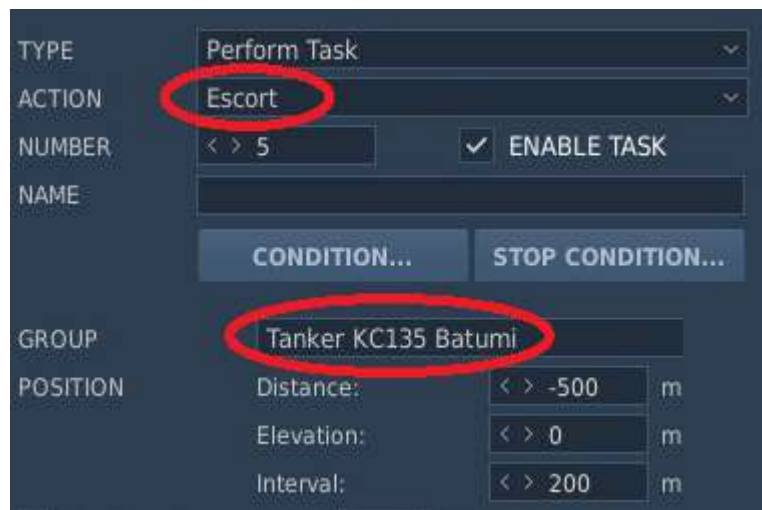 TYPE Perform Task
ACTION Escort
NUMBER < > 5 ENABLE TASK
NAME
CONDITION... STOP CONDITION...
GROUP Tanker KC135 Batumi
POSITION Distance: < > -500 m
Elevation: < > 0 m
Interval: < > 200 m